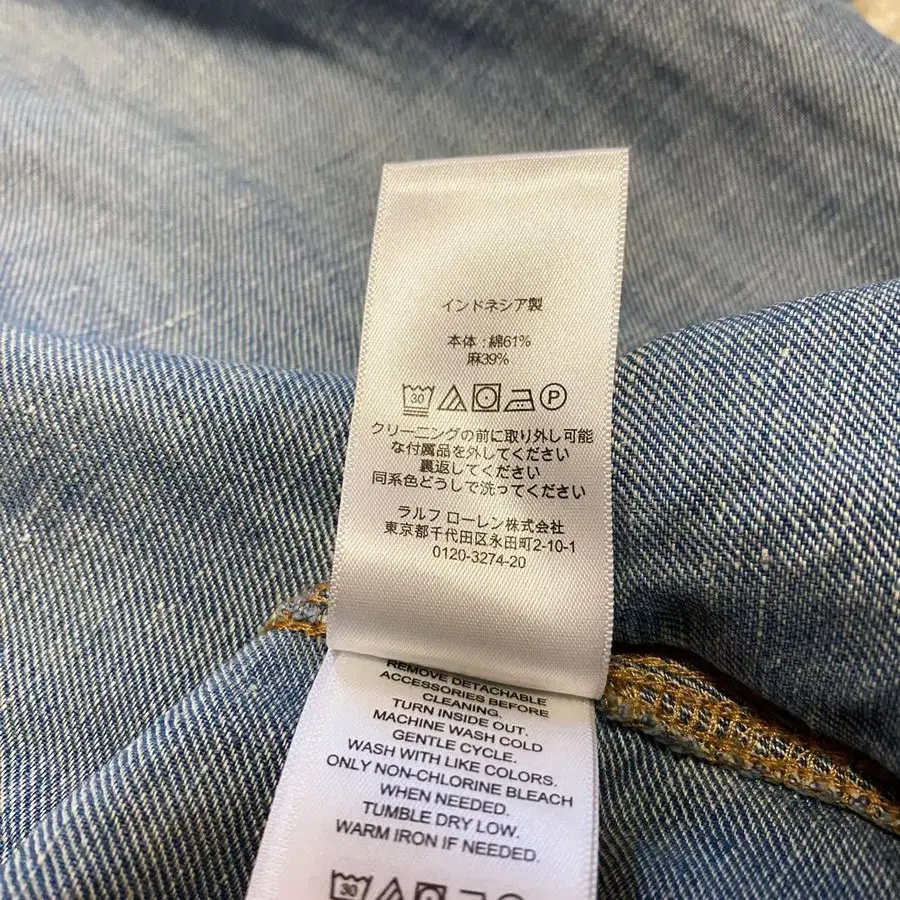 インドネシア製
本体 : 綿61%
麻39%
30 P
クリーニングの前に取り外し可能
な付属品を外してください
裏返してください
同系色どうしで洗ってください
ラルフ ローレン株式会社
東京都千代田区永田町2-10-1
0120-3274-20
REMOVE DETACHABLE
ACCESSORIES BEFORE
CLEANING.
TURN INSIDE OUT.
MACHINE WASH COLD
GENTLE CYCLE.
WASH WITH LIKE COLORS.
ONLY NON-CHLORINE BLEACH
WHEN NEEDED.
TUMBLE DRY LOW.
WARM IRON IF NEEDED.
30